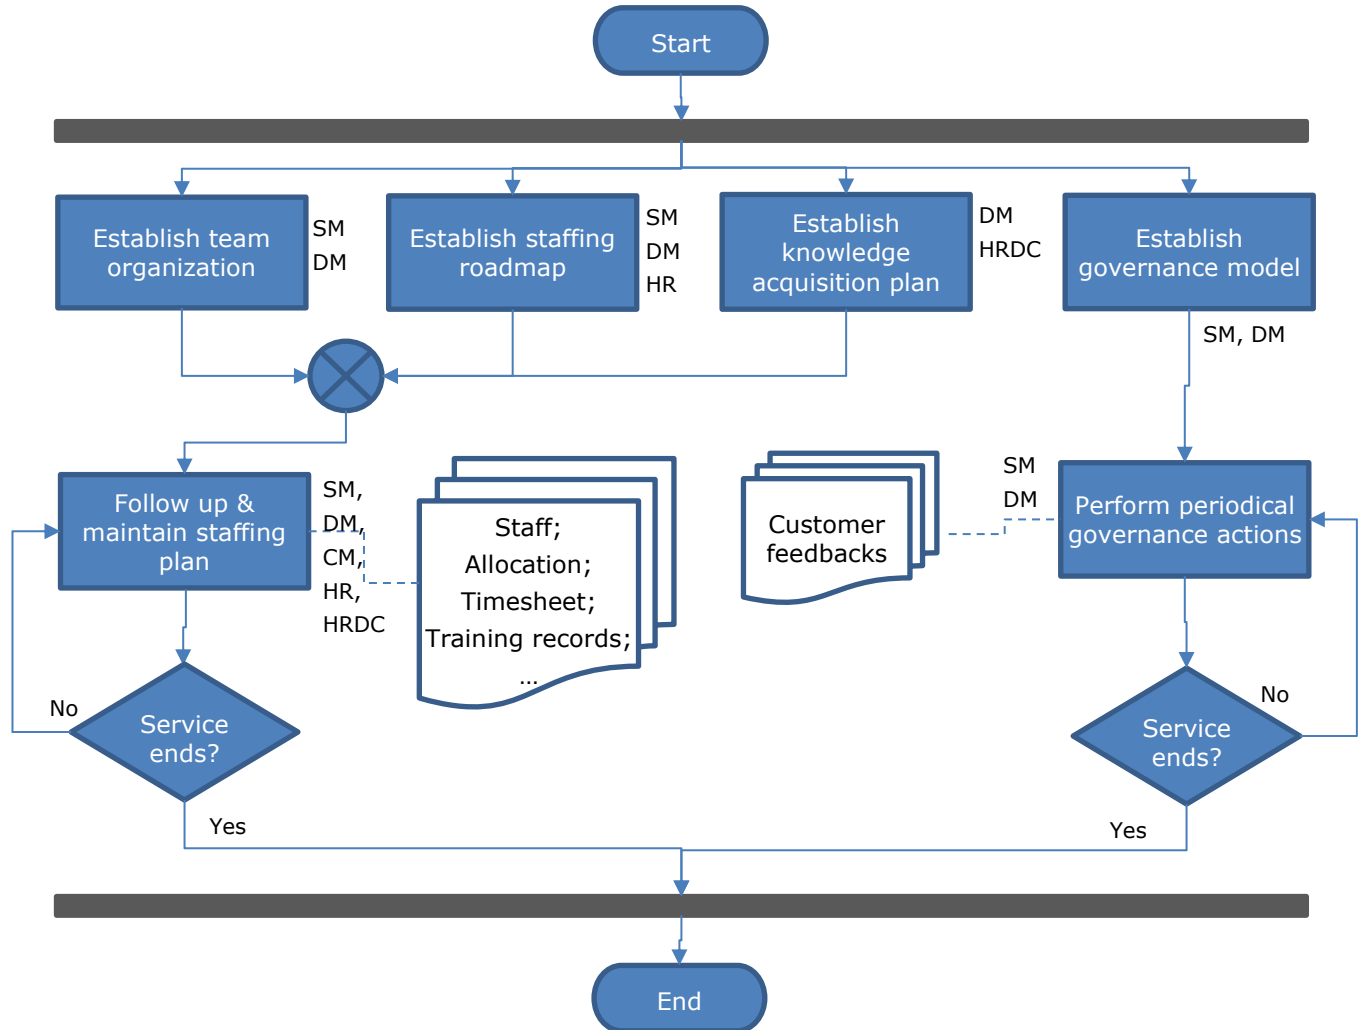 Start
Establish team
organization
SM
DM
Establish staffing
roadmap
SM
DM
HR
Establish
knowledge
acquisition plan
DM
HRDC
Establish
governance model
SM, DM
Follow up &
maintain staffing
plan
SM,
DM,
CM,
HR,
HRDC
Staff;
Allocation;
Timesheet;
Training records;
...
Customer
feedbacks
SM
DM
Perform periodical
governance actions
No
Service
ends?
Yes
No
Service
ends?
Yes
End